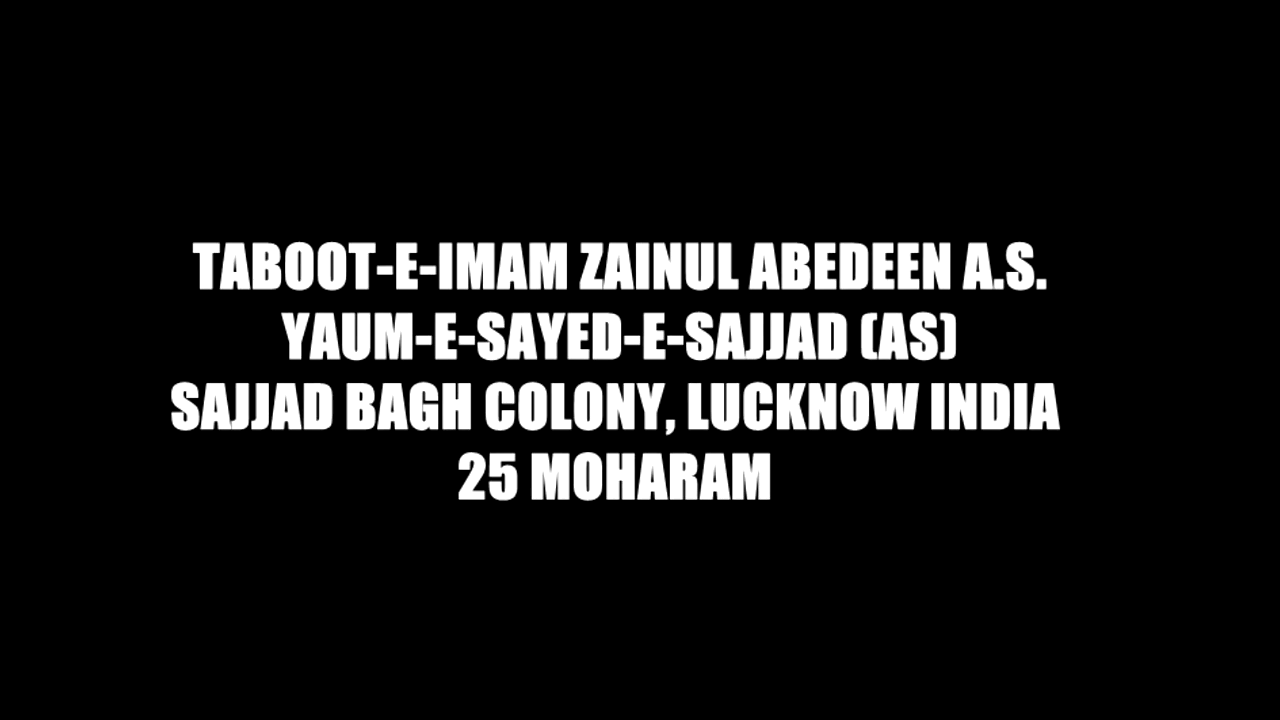 TABOOT-E-IMAM ZAINUL ABEDEEN A.S.
YAUM-E-SAYED-E-SAJJAD (AS)
SAJJAD BAGH COLONY, LUCKNOW INDIA
25 MOHARAM